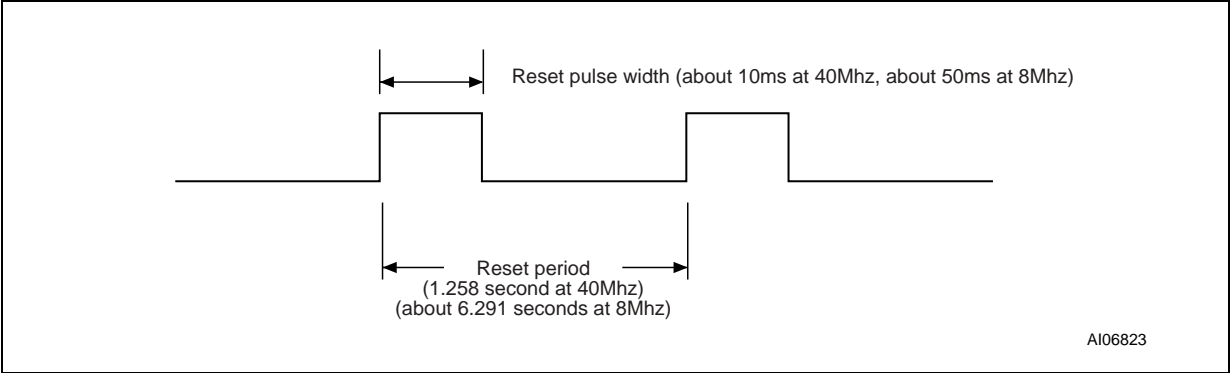 Reset pulse width (about 10ms at 40Mhz, about 50ms at 8Mhz)
Reset period
(1.258 second at 40Mhz)
(about 6.291 seconds at 8Mhz)
AI06823